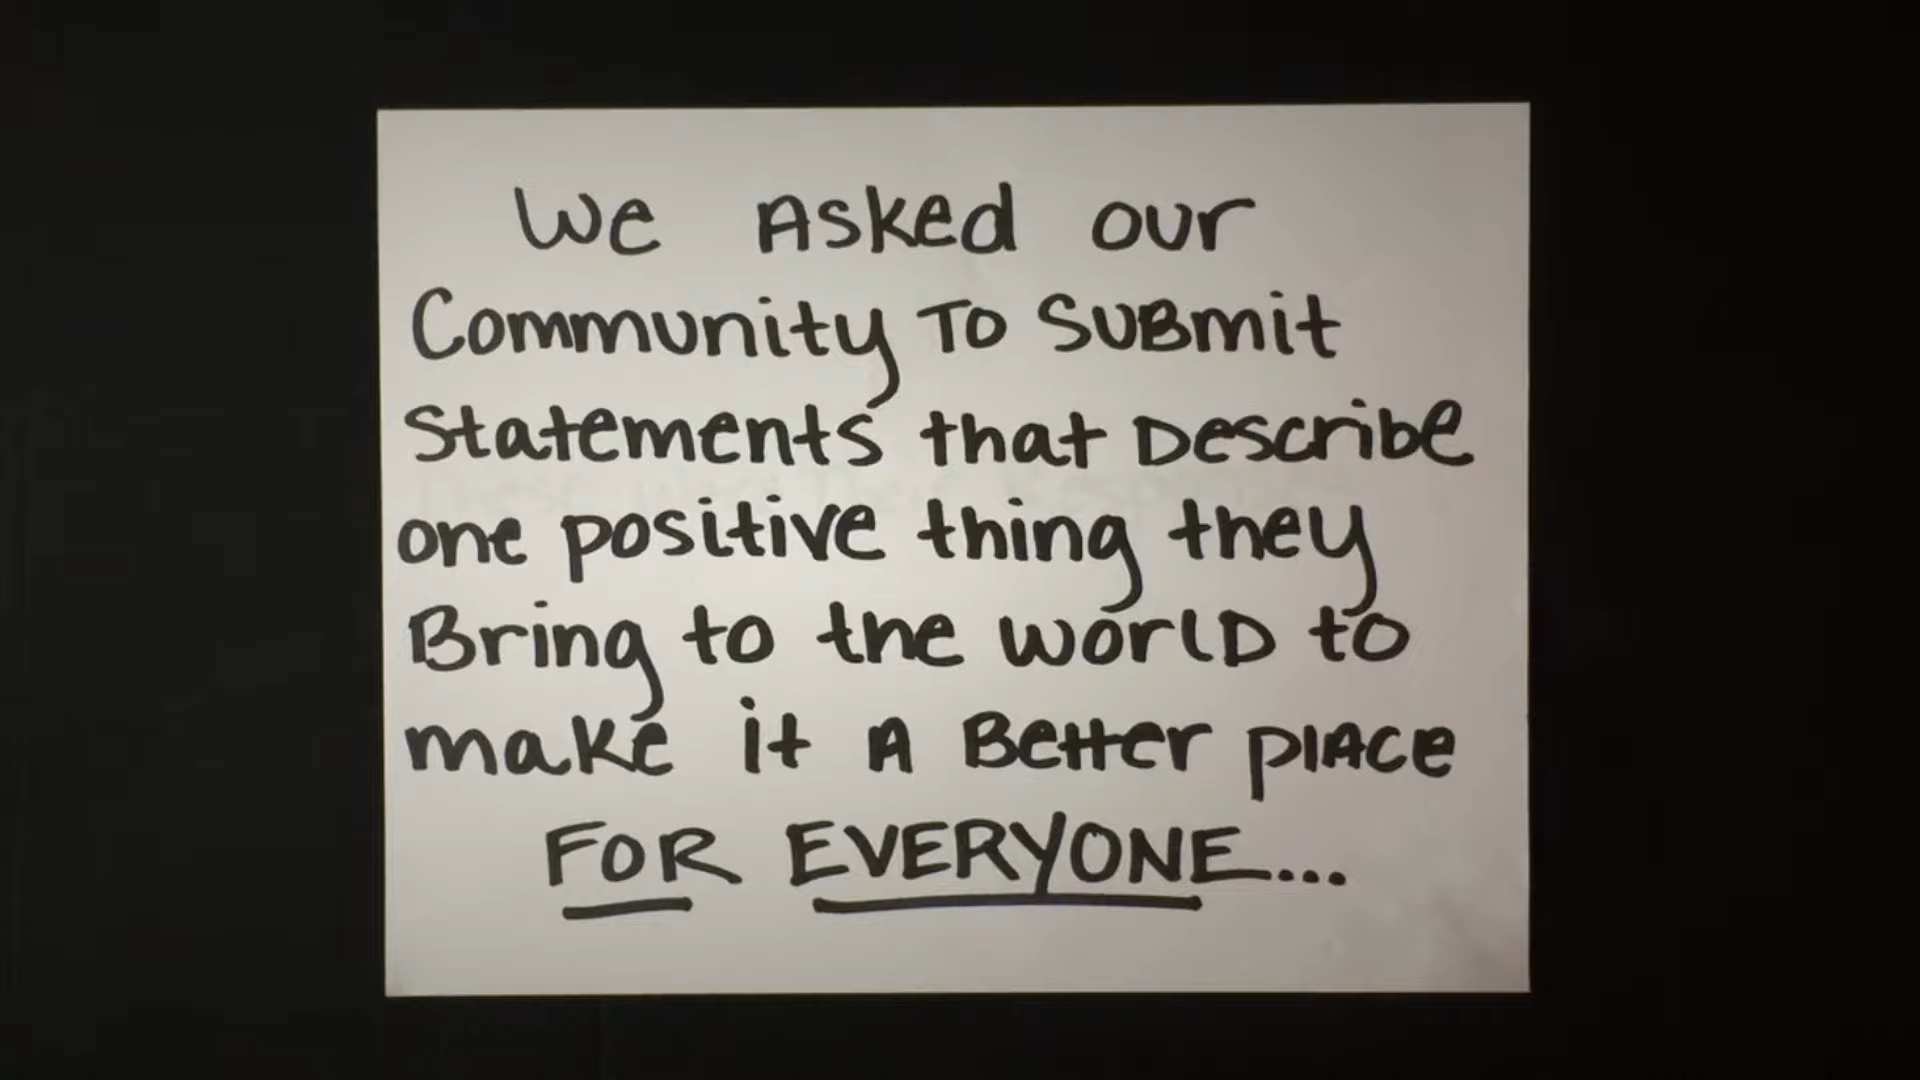 We Asked our
Community To Submit
Statements that Describe
one positive thing they
Bring to the world to
make it A Better place
FOR EVERYONE...